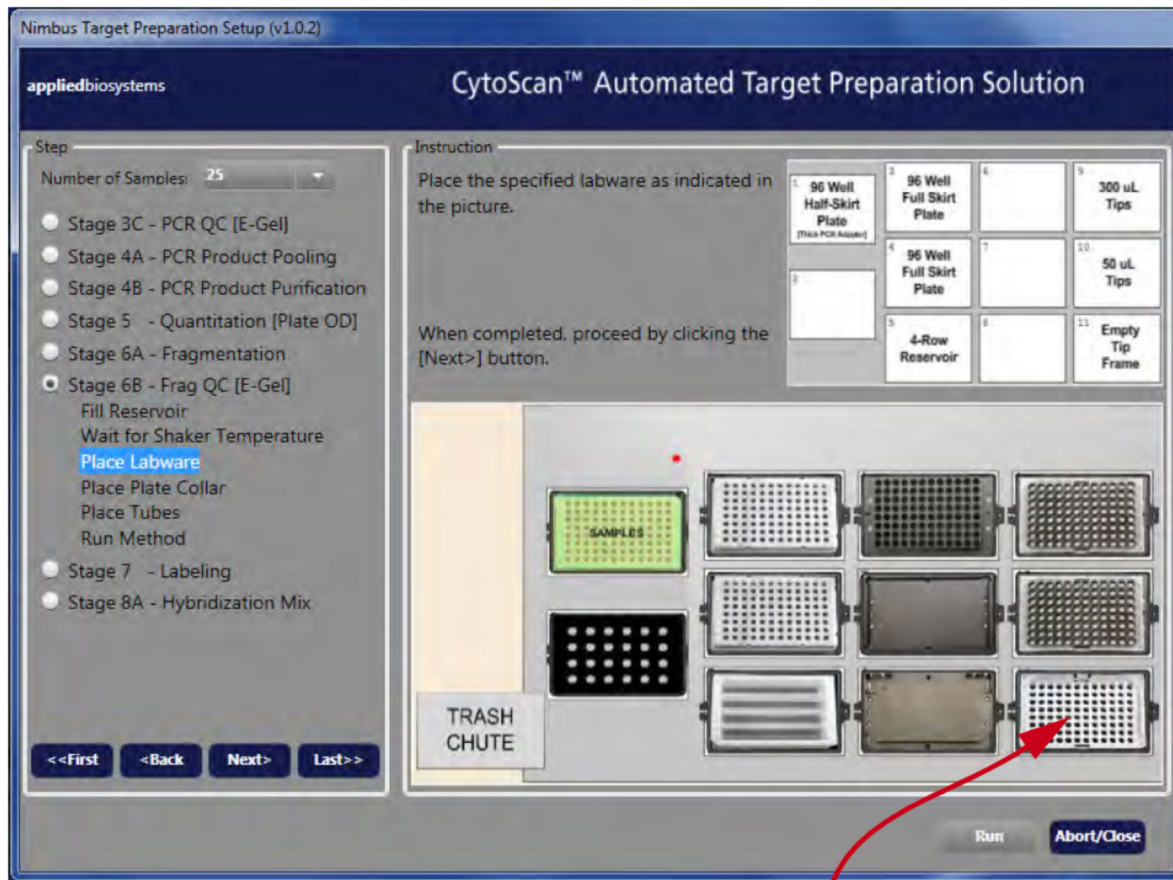 Nimbus Target Preparation Setup (v1.0.2)
appliedbiosystems
CytoScan™ Automated Target Preparation Solution
Step
Number of Samples: 25
Stage 3C - PCR QC [E-Gel]
Stage 4A - PCR Product Pooling
Stage 4B - PCR Product Purification
Stage 5 - Quantitation [Plate OD]
Stage 6A - Fragmentation
Stage 6B - Frag QC [E-Gel]
Fill Reservoir
Wait for Shaker Temperature
Place Labware
Place Plate Collar
Place Tubes
Run Method
Stage 7 - Labeling
Stage 8A - Hybridization Mix
<<First
<Back
Next>
Last>>
Instruction
Place the specified labware as indicated in
the picture.
When completed, proceed by clicking the
[Next>] button.
1
96 Well
Half-Skirt
Plate
[Thick PCR Adapter]
2
3
96 Well
Full Skirt
Plate
4
96 Well
Full Skirt
Plate
5
4-Row
Reservoir
6
7
8
9
300 uL
Tips
10
50 uL
Tips
11
Empty
Tip
Frame
SAMPLES
TRASH
CHUTE
Run
Abort/Close